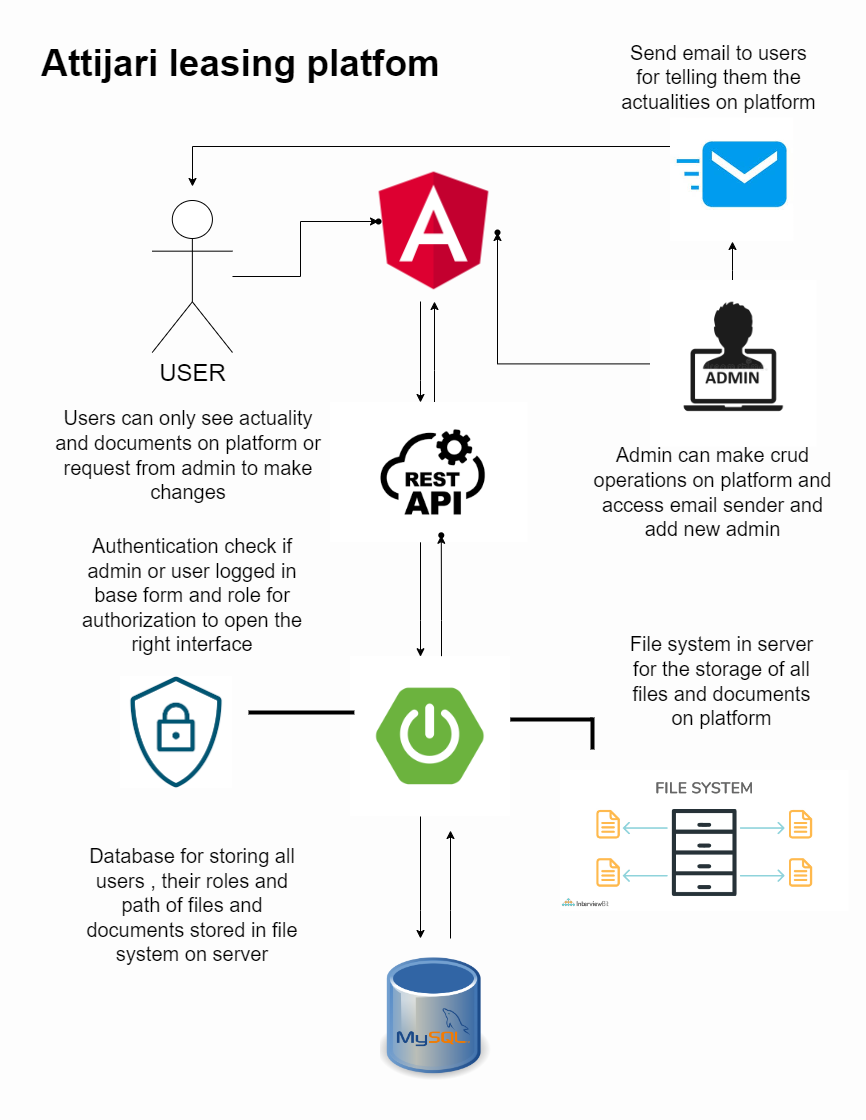 Attijari leasing platfom
Send email to users
for telling them the
actualities on platform
USER
ADMIN
Users can only see actuality
and documents on platform or
request from admin to make
changes
REST
API
Admin can make crud
operations on platform and
access email sender and
add new admin
Authentication check if
admin or user logged in
base form and role for
authorization to open the
right interface
File system in server
for the storage of all
files and documents
on platform
FILE SYSTEM
InterviewBit
Database for storing all
users , their roles and
path of files and
documents stored in file
system on server
MySQL